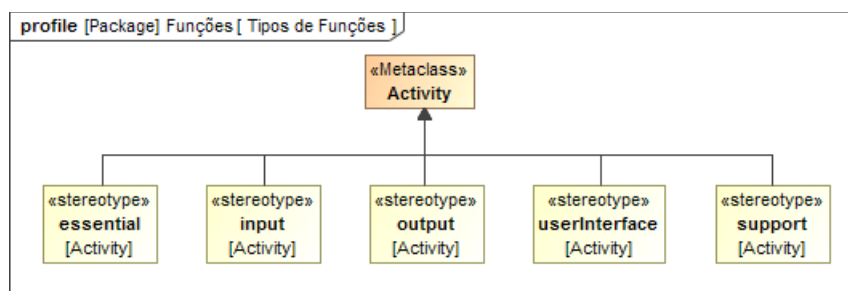 profile [Package] Funções [ Tipos de Funções ]
«Metaclass»
Activity
«stereotype» «stereotype» «stereotype» «stereotype» «stereotype»
essential input output userInterface support
[Activity] [Activity] [Activity] [Activity] [Activity]